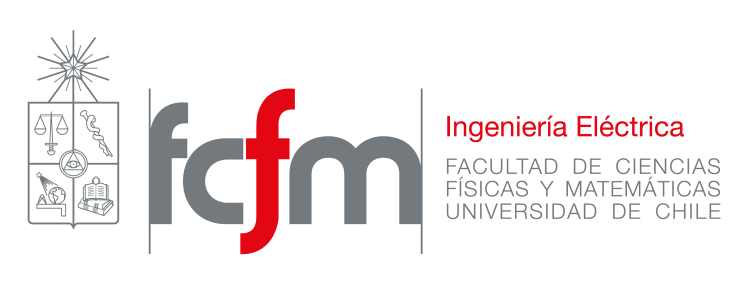 fcfm
Ingeniería Eléctrica
FACULTAD DE CIENCIAS
FÍSICAS Y MATEMÁTICAS
UNIVERSIDAD DE CHILE